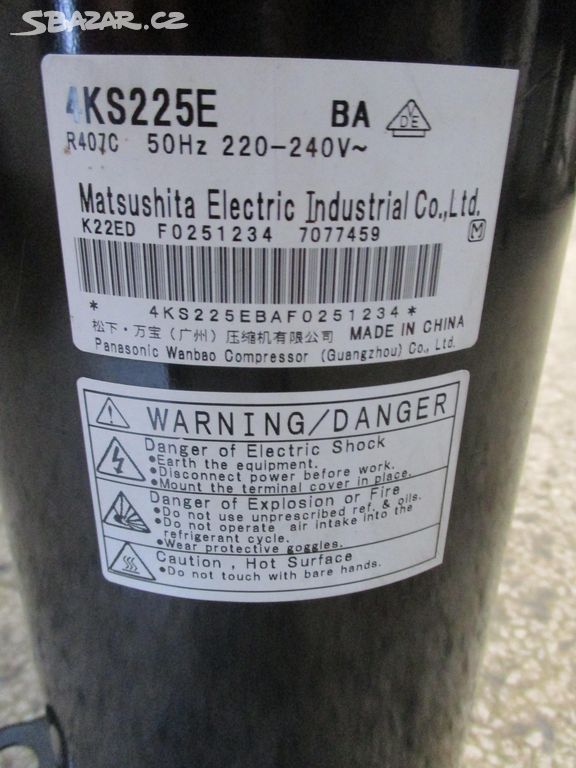 SBAZAR.CZ
4KS225E BA VDE
R407C 50Hz 220-240V~
Matsushita Electric Industrial Co.,Ltd.
K22ED F0251234 7077459 M
* 4KS225EBAF0251234 *
松下·万宝（广州）压缩机有限公司 MADE IN CHINA
Panasonic Wanbao Compressor (Guangzhou) Co., Ltd.
WARNING/DANGER
Danger of Electric Shock
•Earth the equipment.
•Disconnect power before work.
•Mount the terminal cover in place.
Danger of Explosion or Fire
•Do not use unprescribed ref. & oils.
•Do not operate air intake into the
refrigerant cycle.
•Wear protective goggles.
Caution , Hot Surface
•Do not touch with bare hands.